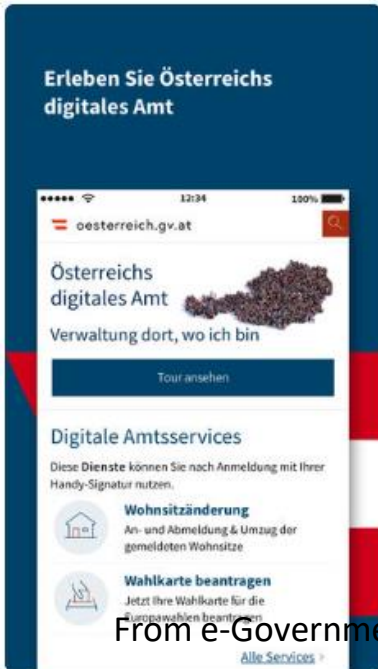 Erleben Sie Österreichs
digitales Amt
12:34
100%
oesterreich.gv.at
Österreichs
digitales Amt
Verwaltung dort, wo ich bin
Tour ansehen
Digitale Amtsservices
Diese Dienste können Sie nach Anmeldung mit Ihrer
Handy-Signatur nutzen.
Wohnsitzänderung
An- und Abmeldung & Umzug der
gemeldeten Wohnsitze
Wahlkarte beantragen
Jetzt Ihre Wahlkarte für die
Europawahlen beantragen
From e-Governme
Alle Services >